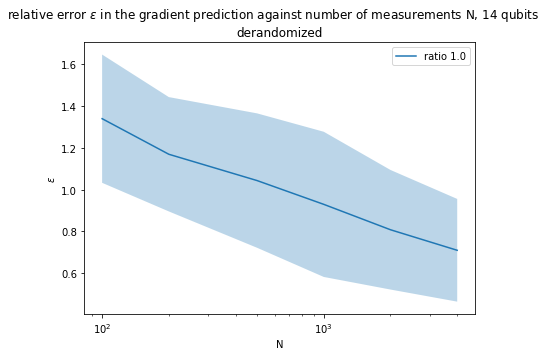 relative error ε in the gradient prediction against number of measurements N, 14 qubits
derandomized
ratio 1.0
1.6
1.4
1.2
1.0
0.8
0.6
ε
10²
10³
N